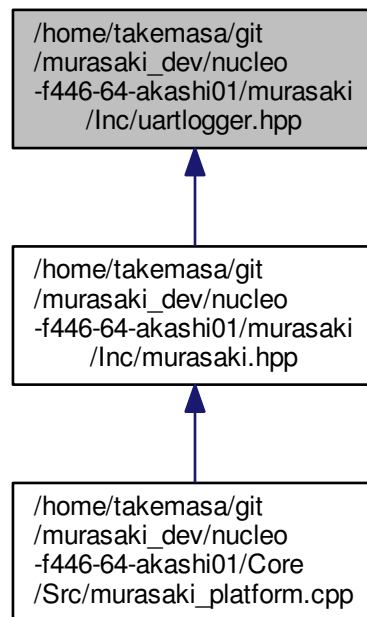 /home/takemasa/git
/murasaki_dev/nucleo
-f446-64-akashi01/murasaki
/Inc/uartlogger.hpp
/home/takemasa/git
/murasaki_dev/nucleo
-f446-64-akashi01/murasaki
/Inc/murasaki.hpp
/home/takemasa/git
/murasaki_dev/nucleo
-f446-64-akashi01/Core
/Src/murasaki_platform.cpp